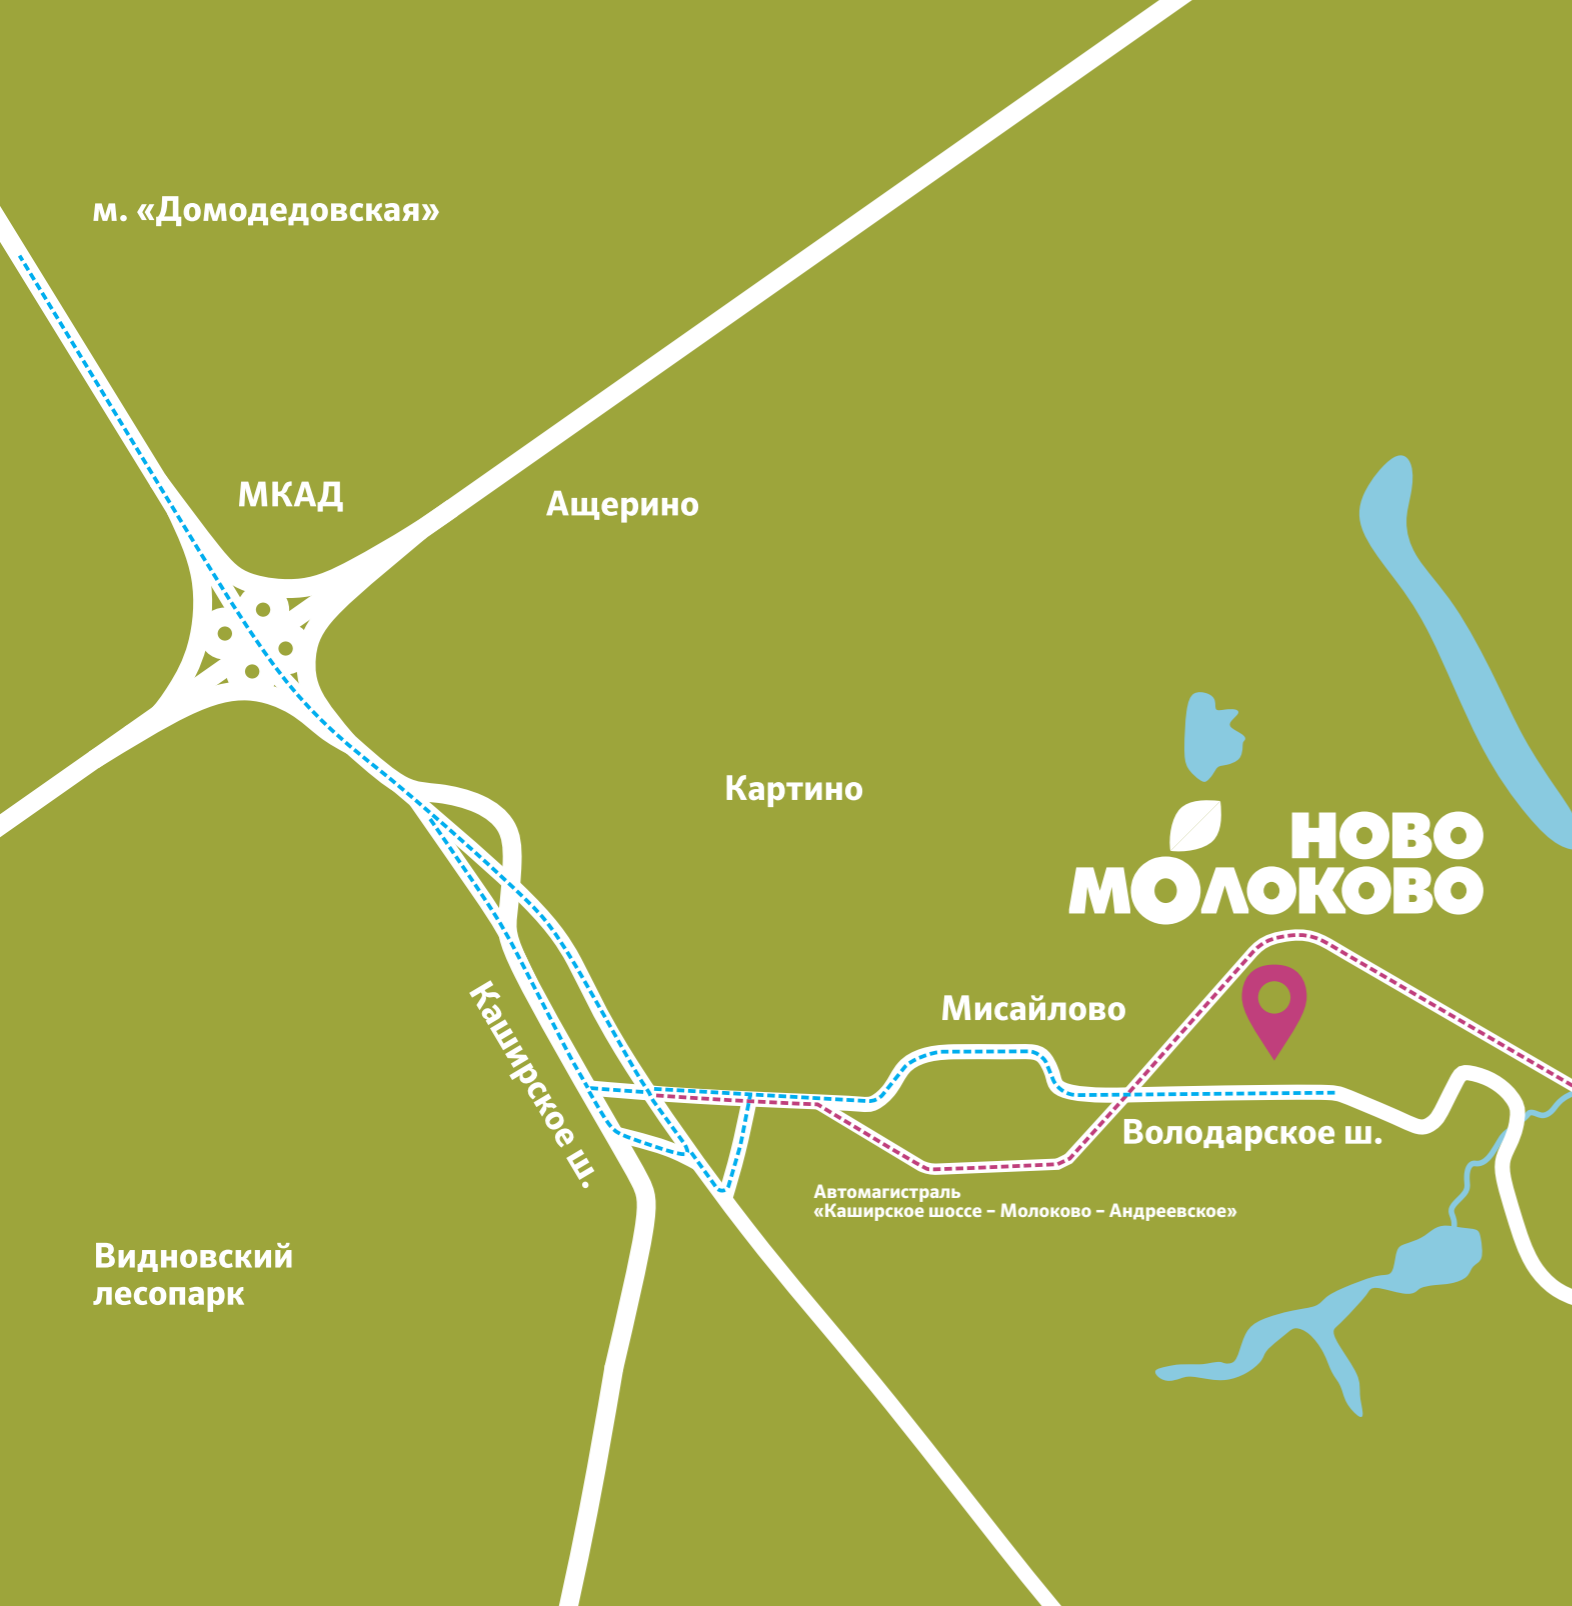 м. «Домодедовская»
МКАД
Ащерино
Картино
НОВО
МОЛОКОВО
Каширское ш.
Мисайлово
Володарское ш.
Автомагистраль
«Каширское шоссе – Молоково – Андреевское»
Видновский
лесопарк